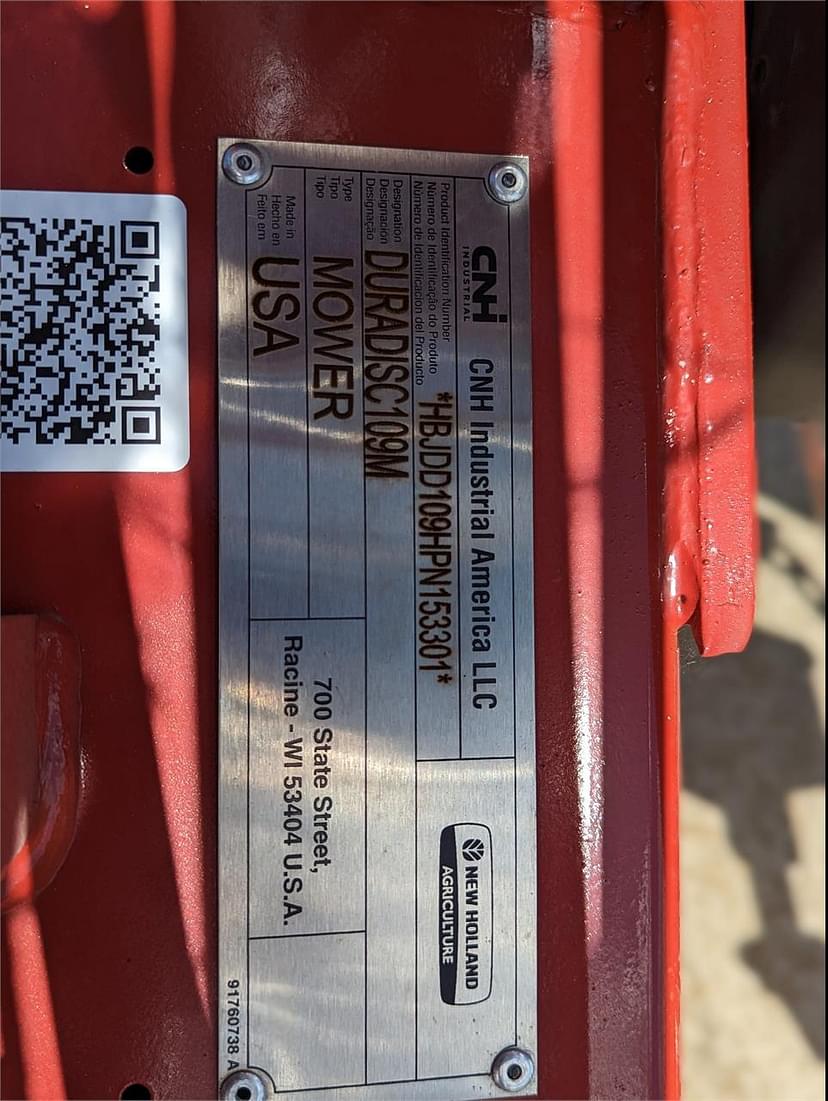 CNH
INDUSTRIAL
CNH Industrial America LLC
NEW HOLLAND
AGRICULTURE
Product Identification Number
Número de Identificação do Produto
Número de Identificación del Producto
*HBJDD109HPN153301*
Designation
Designación
Designação
DURADISC109M
Type
Tipo
Tipo
MOWER
Made in
Hecho en
Feito em
USA
700 State Street,
Racine - WI 53404 U.S.A.
91760738 A